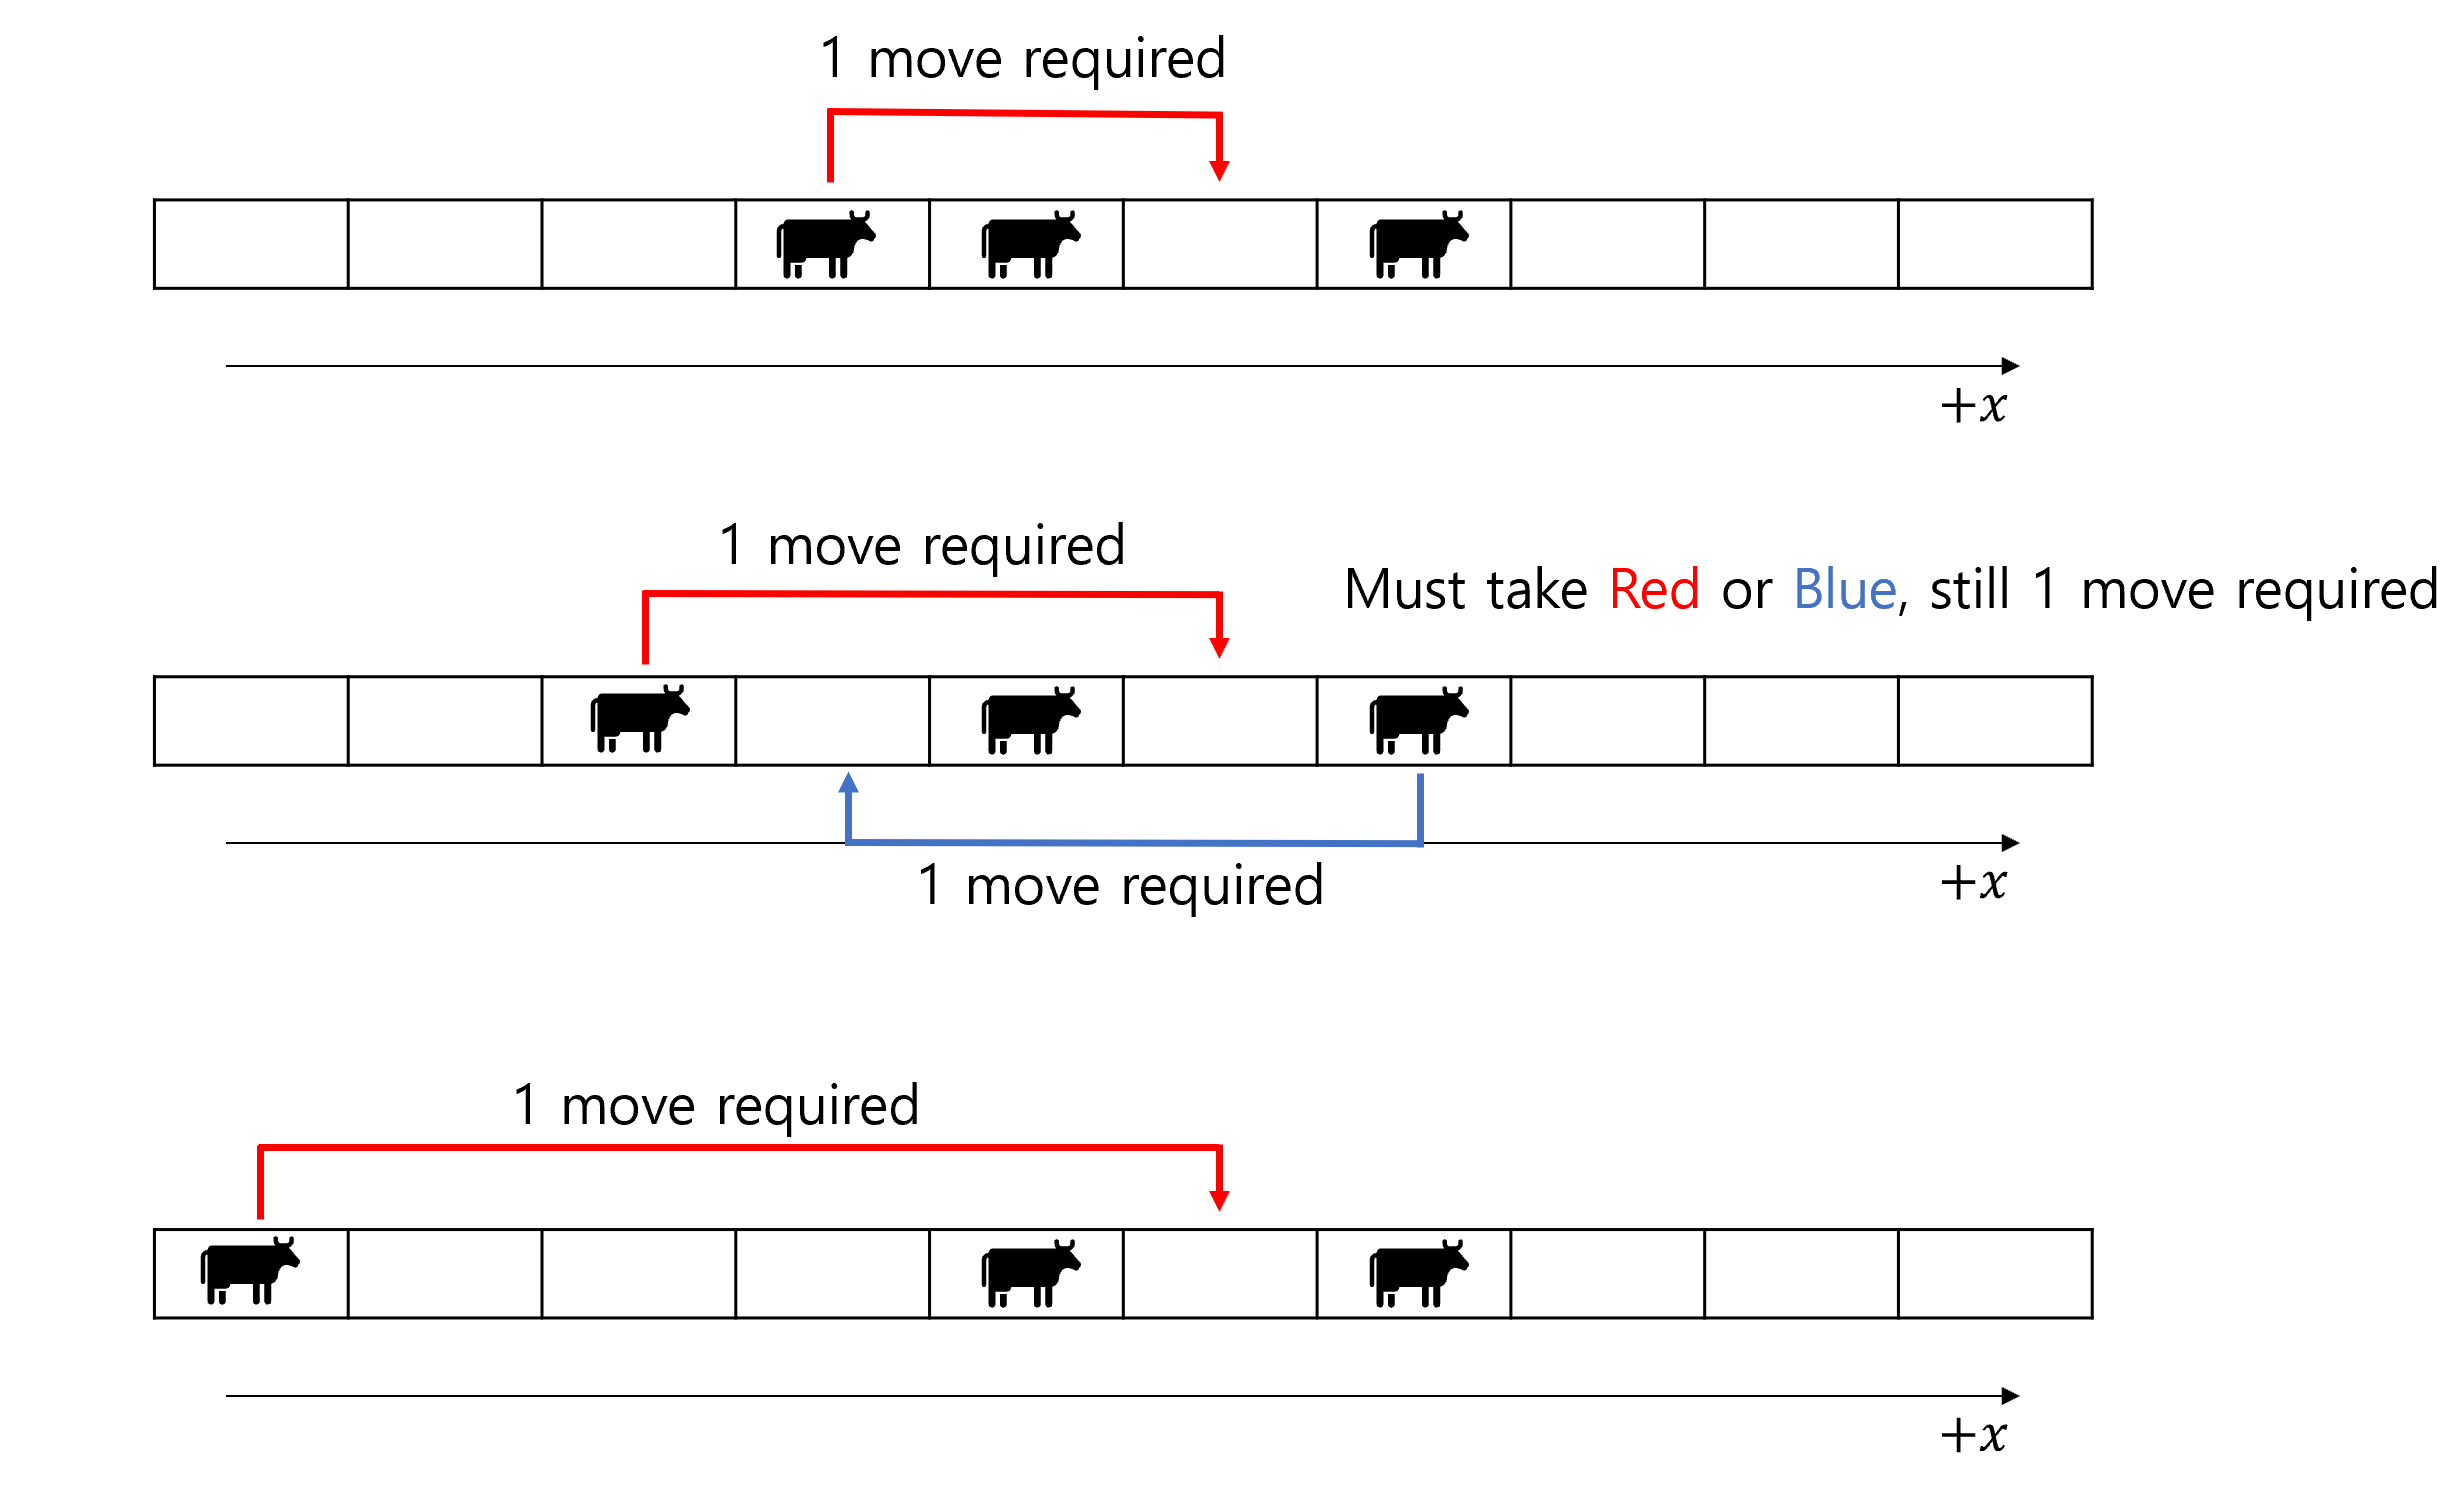 1 move required
+x
1 move required
Must take Red or Blue, still 1 move required
1 move required
+x
1 move required
+x